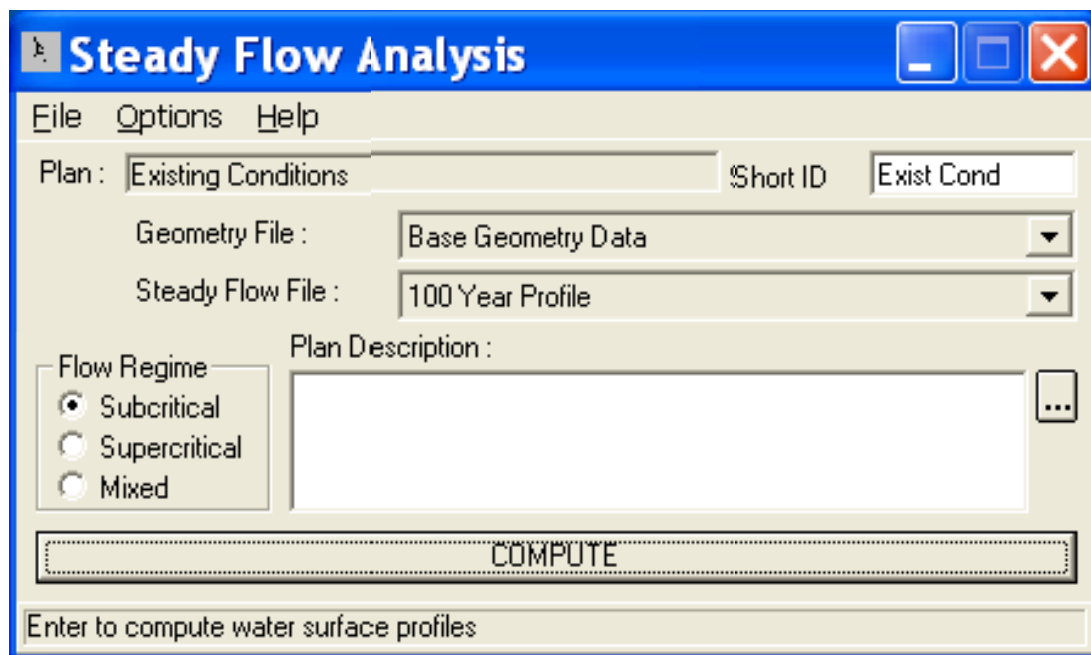 Steady Flow Analysis
File Options Help
Plan : Existing Conditions Short ID Exist Cond
Geometry File : Base Geometry Data
Steady Flow File : 100 Year Profile
Plan Description :
Flow Regime
Subcritical
...
Supercritical
Mixed
COMPUTE
Enter to compute water surface profiles